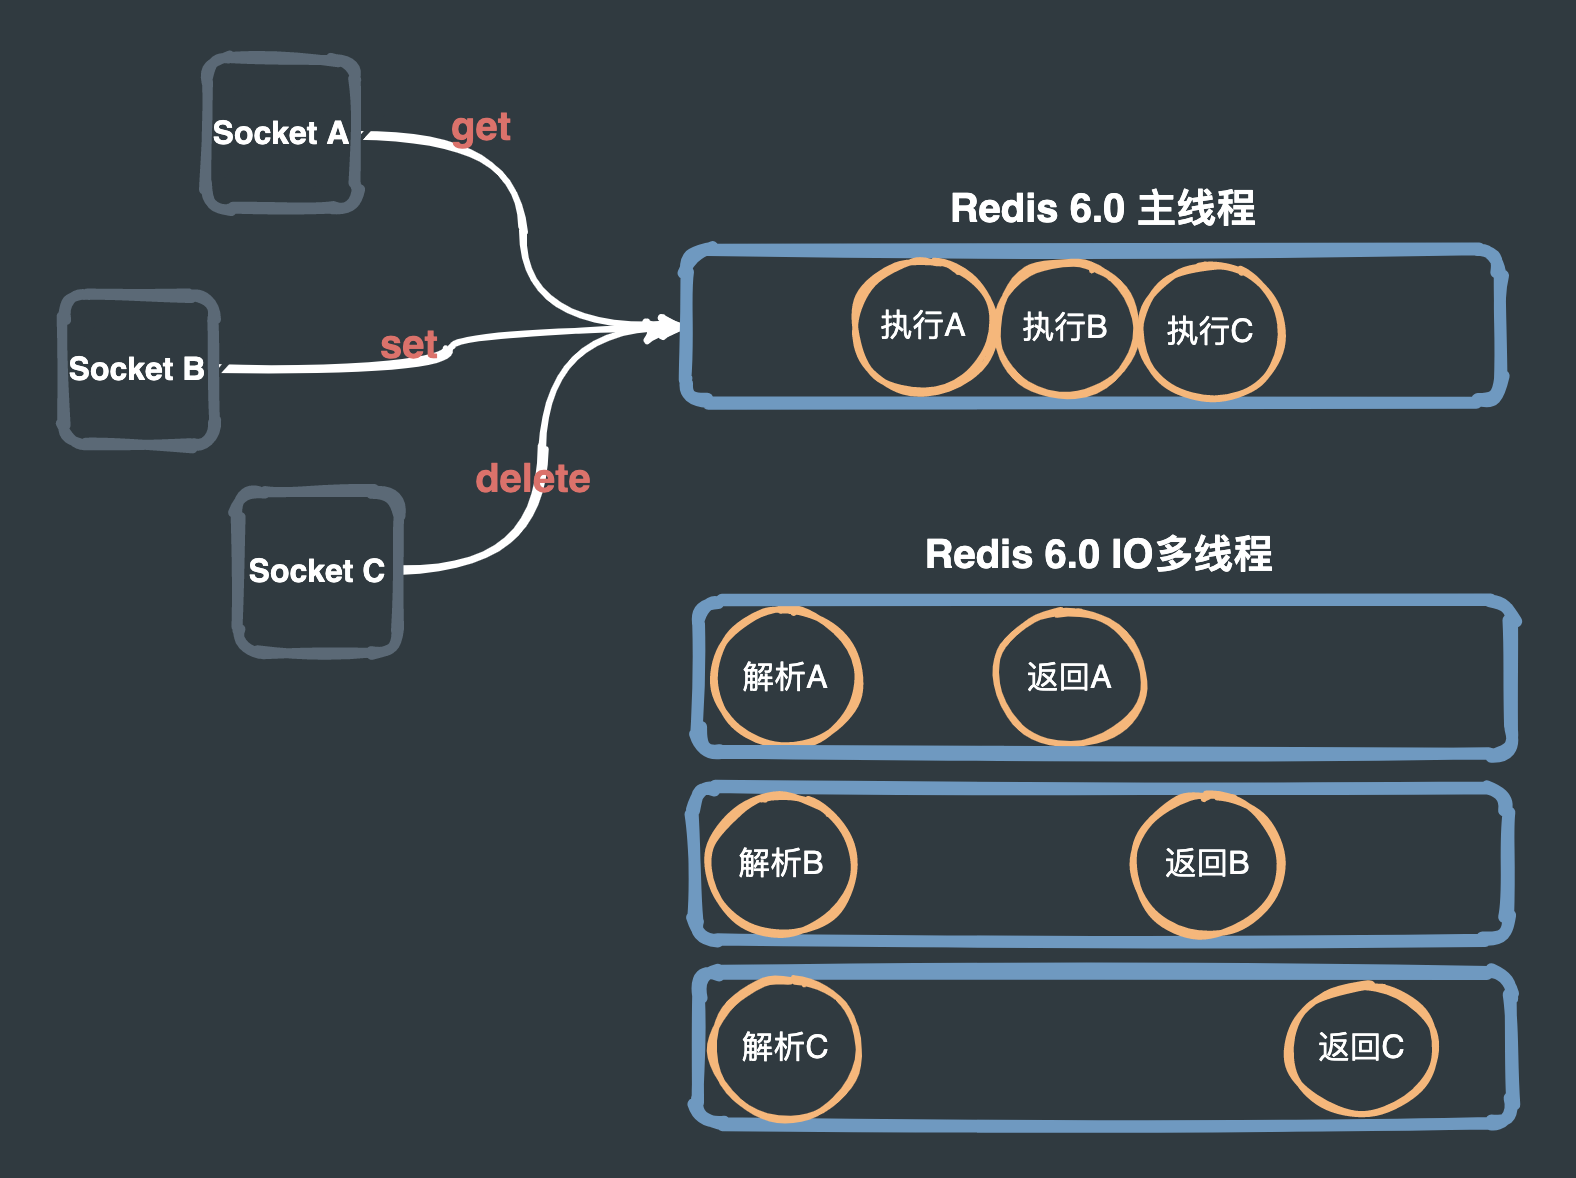 Socket A
get
Socket B
set
Socket C
delete
Redis 6.0 主线程
执行A
执行B
执行C
Redis 6.0 IO多线程
解析A
返回A
解析B
返回B
解析C
返回C